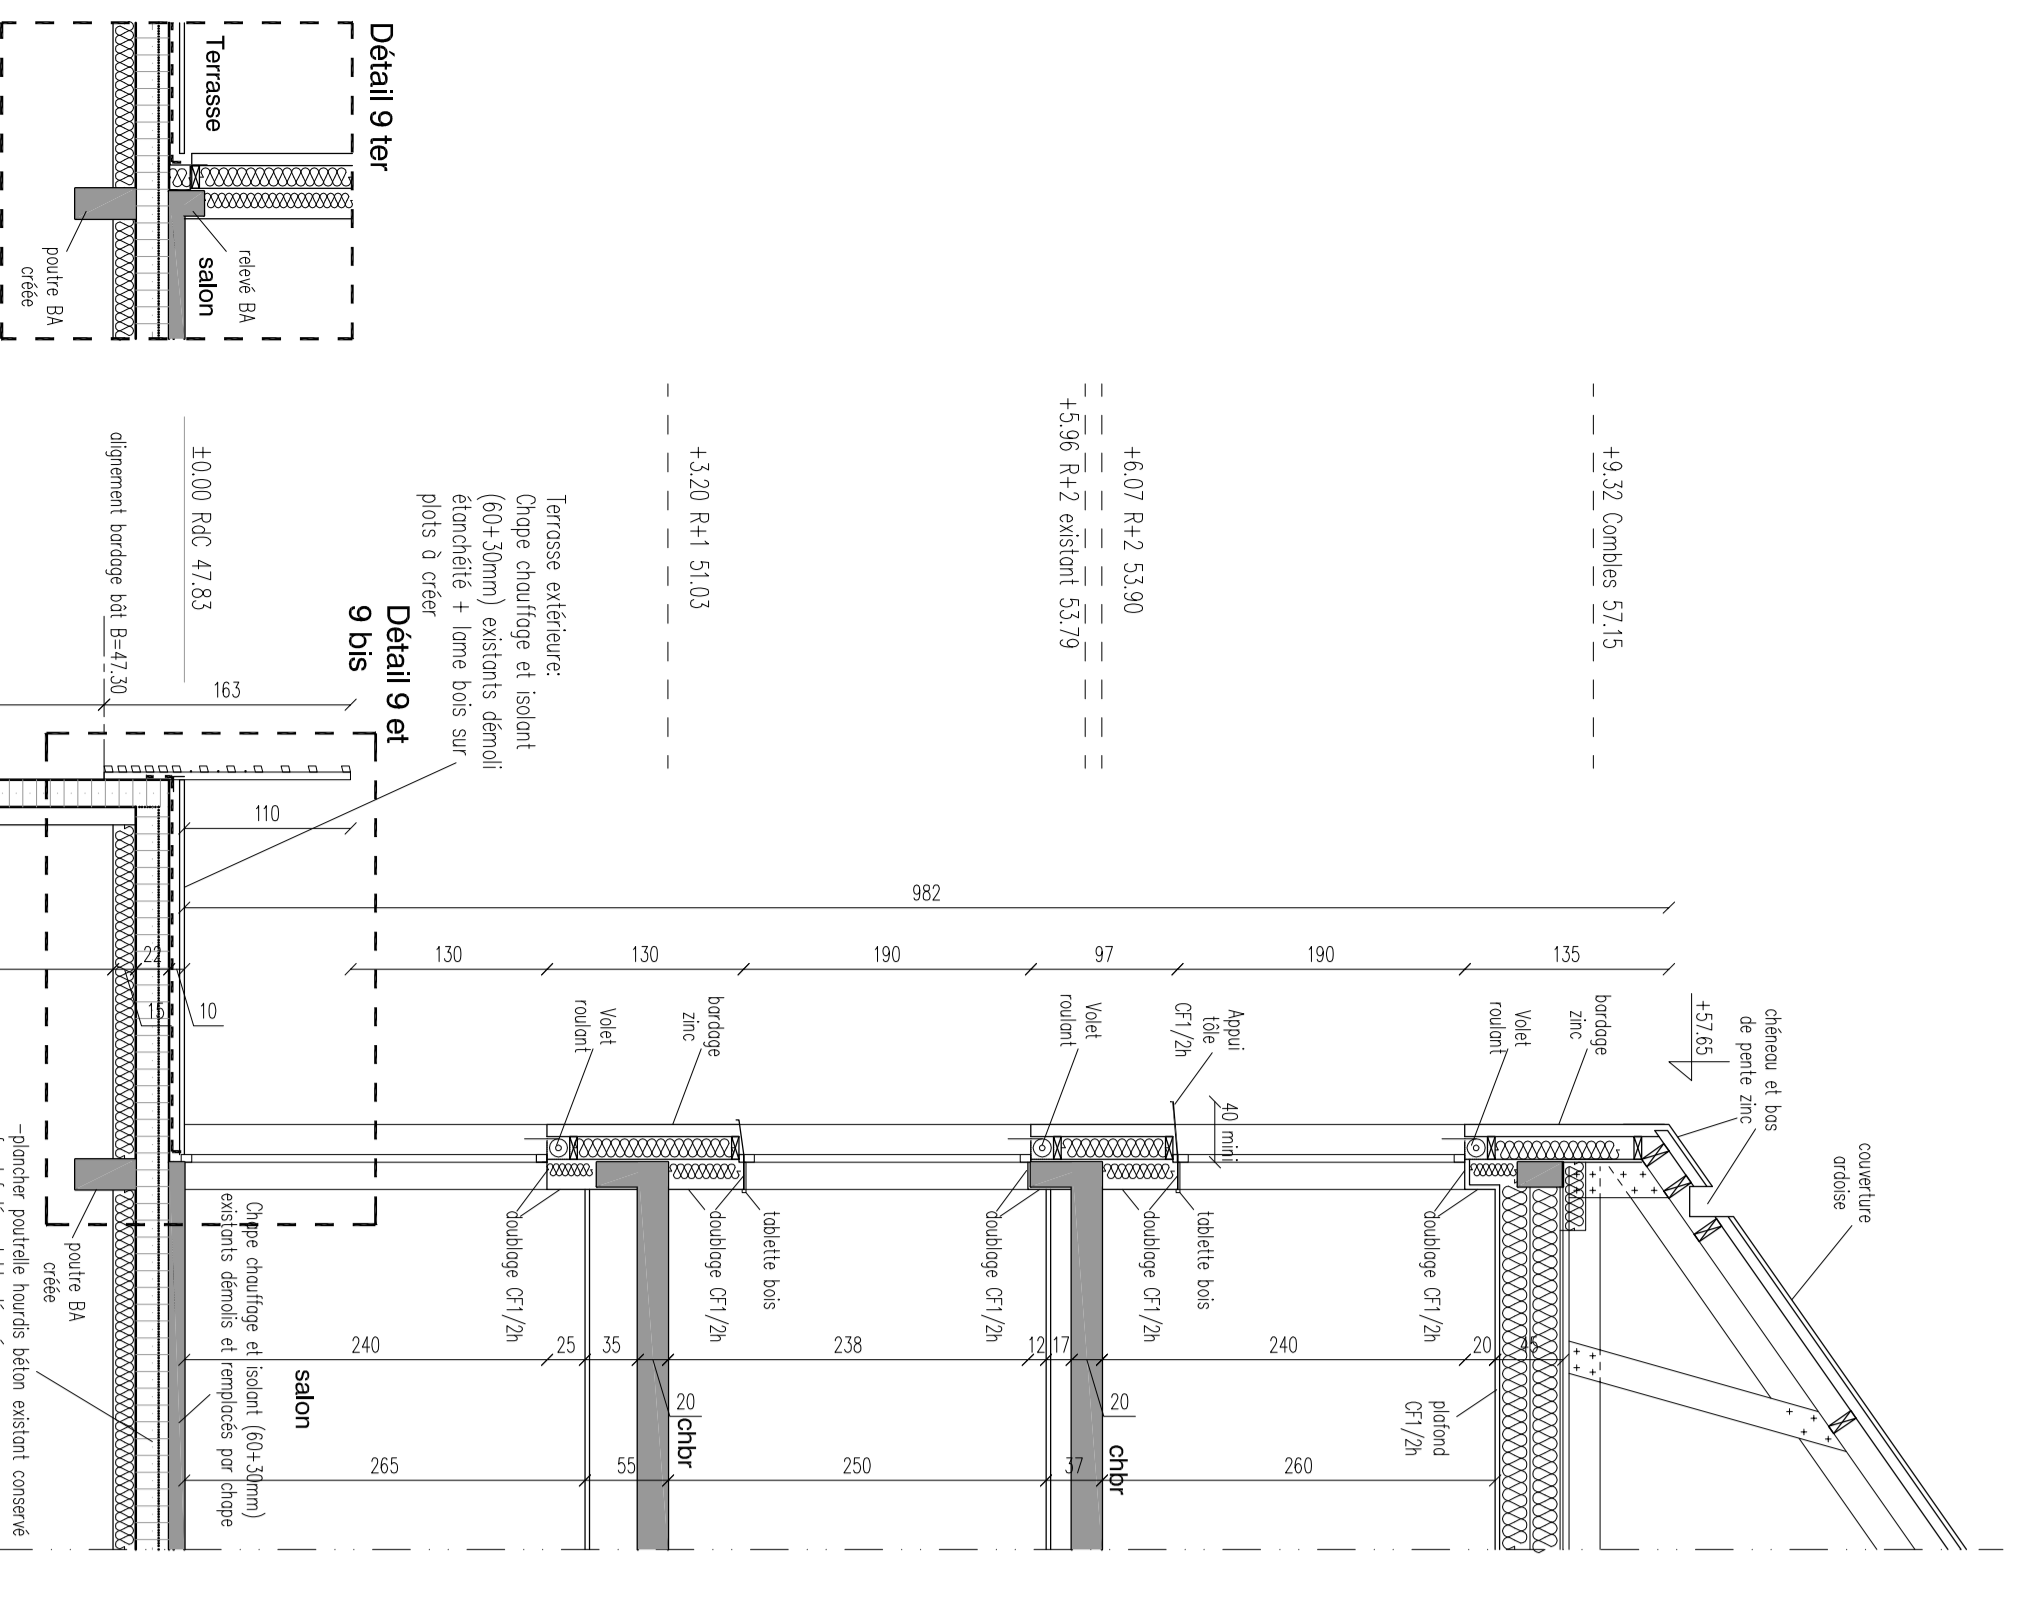 Détail 9 ter
Terrasse
salon
relevé BA
poutre BA
créée
+9.32 Combles 57.15
+6.07 R+2 53.90
+5.96 R+2 existant 53.79
+3.20 R+1 51.03
±0.00 RdC 47.83
alignement bardage bât B=47.30
Terrasse extérieure:
Chape chauffage et isolant
(60+30mm) existants démoli
étanchéité + lame bois sur
plots à créer
Détail 9 et
9 bis
163
110
982
130
130
190
97
190
135
22
15
10
chéneau et bas
de pente zinc
+57.65
bardage
zinc
Volet
roulant
Appui
tôle
CF1/2h
40 mini
Volet
roulant
bardage
zinc
Volet
roulant
couverture
ardoise
doublage CF1/2h
tablette bois
doublage CF1/2h
doublage CF1/2h
tablette bois
doublage CF1/2h
doublage CF1/2h
Chape chauffage et isolant (60+30mm)
existants démolis et remplacés par chape
poutre BA
créée
-plancher poutrelle hourdis béton existant conservé
240
25
35
20
238
12
17
20
240
20
45
plafond
CF1/2h
salon
chbr
chbr
265
55
250
37
260